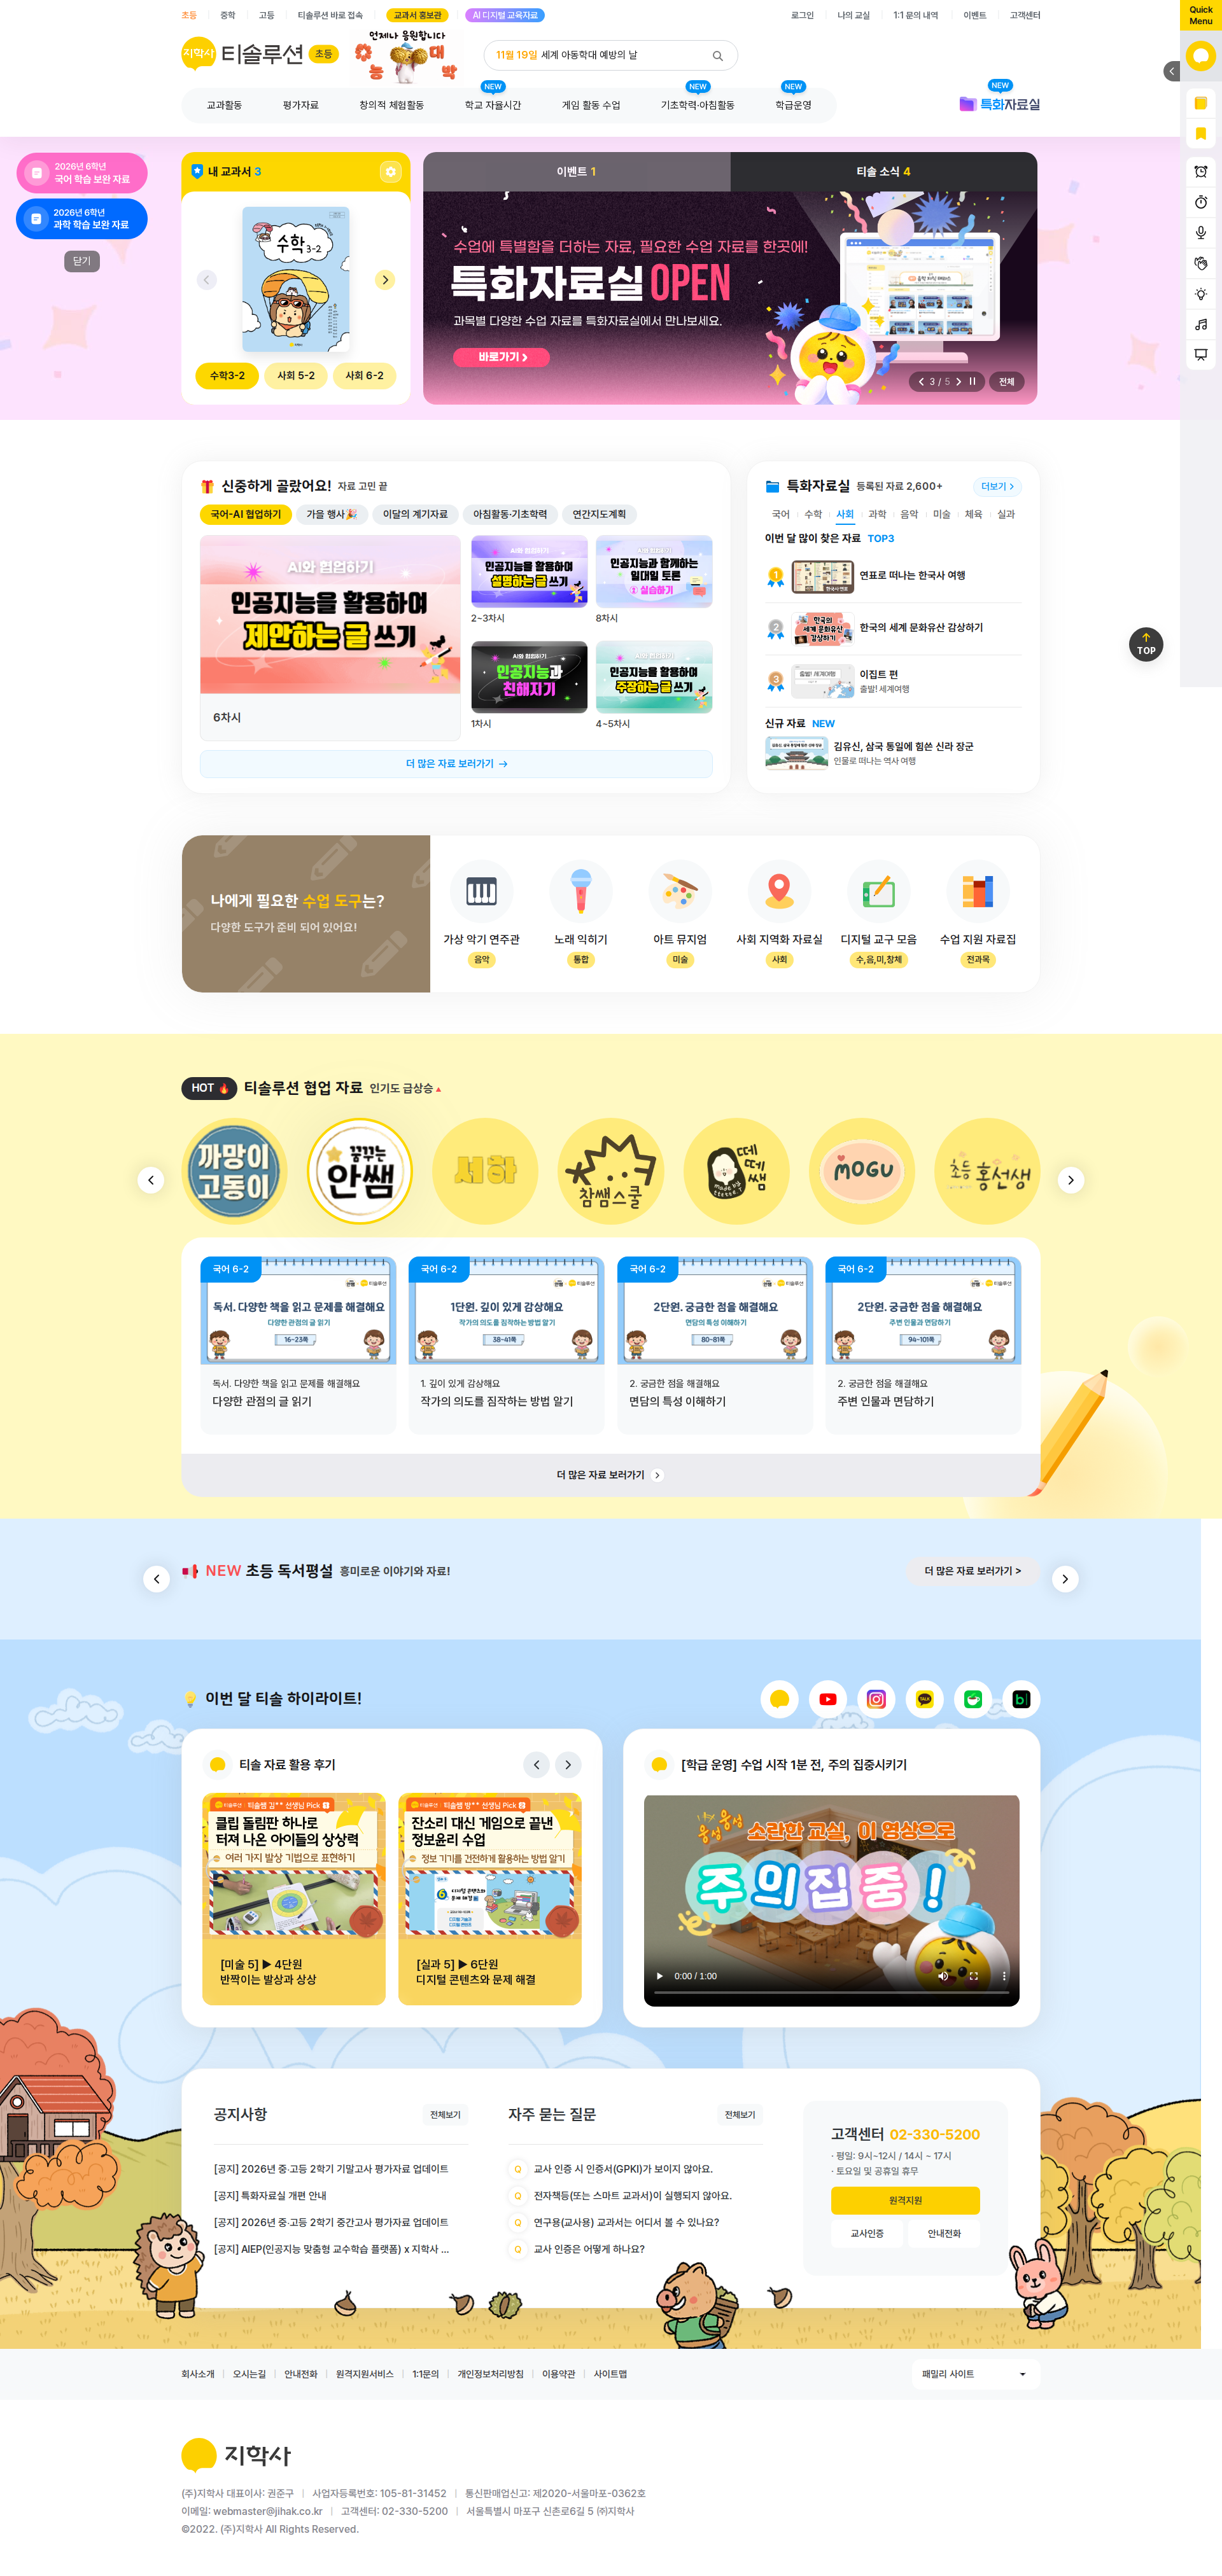 초등 중학 고등 티솔루션 바로 접속 교과서 홍보관 AI 디지털 교육자료 로그인 나의 교실 1:1 문의 내역 이벤트 고객센터
Quick
Menu
지학사 티솔루션 초등
언제나 응원합니다
수능 대박
11월 19일 세계 아동학대 예방의 날
교과활동 평가자료 창의적 체험활동 학교 자율시간 NEW 게임 활동 수업 기초학력·아침활동 NEW 학급운영 NEW
NEW
특화자료실
2026년 6학년
국어 학습 보완 자료
2026년 6학년
과학 학습 보완 자료
닫기
내 교과서 3
수학 3-2
수학3-2 사회 5-2 사회 6-2
이벤트 1 티솔 소식 4
수업에 특별함을 더하는 자료, 필요한 수업 자료를 한곳에!
특화자료실 OPEN
과목별 다양한 수업 자료를 특화자료실에서 만나보세요.
바로가기
3 / 5 전체
신중하게 골랐어요! 자료 고민 끝
국어-AI 협업하기 가을 행사 이달의 계기자료 아침활동·기초학력 연간지도계획
AI와 협업하기
인공지능을 활용하여
제안하는 글 쓰기
6차시
AI와 협업하기
인공지능을 활용하여
설명하는 글 쓰기
2~3차시
인공지능과 함께하는
일대일 토론
① 실습하기
8차시
AI와 협업하기
인공지능과
친해지기
1차시
인공지능을 활용하여
주장하는 글 쓰기
4~5차시
더 많은 자료 보러가기 →
특화자료실 등록된 자료 2,600+ 더보기 >
국어 수학 사회 과학 음악 미술 체육 실과
이번 달 많이 찾은 자료 TOP3
1 연표로 떠나는 한국사 여행
2 한국의 세계 문화유산 감상하기
3 이집트 편
출발! 세계여행
신규 자료 NEW
김유신, 삼국 통일에 힘쓴 신라 장군
인물로 떠나는 역사 여행
TOP
나에게 필요한 수업 도구는?
다양한 도구가 준비 되어 있어요!
가상 악기 연주관 노래 익히기 아트 뮤지엄 사회 지역화 자료실 디지털 교구 모음 수업 지원 자료집
음악 통합 미술 사회 수,음,미,창체 전과목
HOT 티솔루션 협업 자료 인기도 급상승
까망이
고동이
꿈꾸는
안쌤
서하
참쌤스쿨
떼떼쌤
made by
ttettet.T
MOGU
초등 홍선생
국어 6-2
독서. 다양한 책을 읽고 문제를 해결해요
다양한 관점의 글 읽기
16~23쪽
독서. 다양한 책을 읽고 문제를 해결해요
다양한 관점의 글 읽기
국어 6-2
1단원. 깊이 있게 감상해요
작가의 의도를 짐작하는 방법 알기
38~41쪽
1. 깊이 있게 감상해요
작가의 의도를 짐작하는 방법 알기
국어 6-2
2단원. 궁금한 점을 해결해요
면담의 특성 이해하기
80~81쪽
2. 궁금한 점을 해결해요
면담의 특성 이해하기
국어 6-2
2단원. 궁금한 점을 해결해요
주변 인물과 면담하기
94~101쪽
2. 궁금한 점을 해결해요
주변 인물과 면담하기
더 많은 자료 보러가기 >
NEW 초등 독서평설 흥미로운 이야기와 자료! 더 많은 자료 보러가기 >
이번 달 티솔 하이라이트!
티솔 자료 활용 후기
티솔루션 · 티솔쌤 김** 선생님 Pick 1
클립 돌림판 하나로
터져 나온 아이들의 상상력
여러 가지 발상 기법으로 표현하기
[미술 5] ▶ 4단원
반짝이는 발상과 상상
티솔루션 · 티솔쌤 방** 선생님 Pick 2
잔소리 대신 게임으로 끝낸
정보윤리 수업
정보 기기를 건전하게 활용하는 방법 알기
[실과 5] ▶ 6단원
디지털 콘텐츠와 문제 해결
[학급 운영] 수업 시작 1분 전, 주의 집중시키기
웅성웅성 소란한 교실, 이 영상으로
주의집중!
0:00 / 1:00
공지사항 전체보기
[공지] 2026년 중·고등 2학기 기말고사 평가자료 업데이트
[공지] 특화자료실 개편 안내
[공지] 2026년 중·고등 2학기 중간고사 평가자료 업데이트
[공지] AIEP(인공지능 맞춤형 교수학습 플랫폼) x 지학사 ...
자주 묻는 질문 전체보기
Q 교사 인증 시 인증서(GPKI)가 보이지 않아요.
Q 전자책등(또는 스마트 교과서)이 실행되지 않아요.
Q 연구용(교사용) 교과서는 어디서 볼 수 있나요?
Q 교사 인증은 어떻게 하나요?
고객센터 02-330-5200
· 평일: 9시~12시 / 14시 ~ 17시
· 토요일 및 공휴일 휴무
원격지원
교사인증 안내전화
회사소개 오시는길 안내전화 원격지원서비스 1:1문의 개인정보처리방침 이용약관 사이트맵 패밀리 사이트
지학사
(주)지학사 대표이사: 권준구 | 사업자등록번호: 105-81-31452 | 통신판매업신고: 제2020-서울마포-0362호
이메일: webmaster@jihak.co.kr | 고객센터: 02-330-5200 | 서울특별시 마포구 신촌로6길 5 ㈜지학사
©2022. (주)지학사 All Rights Reserved.